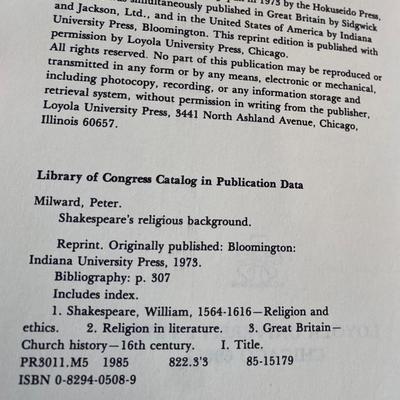 simultaneously published in Great Britain by Sidgwick
and Jackson, Ltd., and in the United States of America by Indiana
University Press, Bloomington. This reprint edition is published with
permission by Loyola University Press, Chicago.
All rights reserved. No part of this publication may be reproduced or
transmitted in any form or by any means, electronic or mechanical,
including photocopy, recording, or any information storage and
retrieval system, without permission in writing from the publisher,
Loyola University Press, 3441 North Ashland Avenue, Chicago,
Illinois 60657.
Library of Congress Catalog in Publication Data
Milward, Peter.
Shakespeare's religious background.
Reprint. Originally published: Bloomington:
Indiana University Press, 1973.
Bibliography: p. 307
Includes index.
1. Shakespeare, William, 1564-1616—Religion and
ethics. 2. Religion in literature. 3. Great Britain—
Church history—16th century. I. Title.
PR3011.M5 1985 822.3'3 85-15179
ISBN 0-8294-0508-9